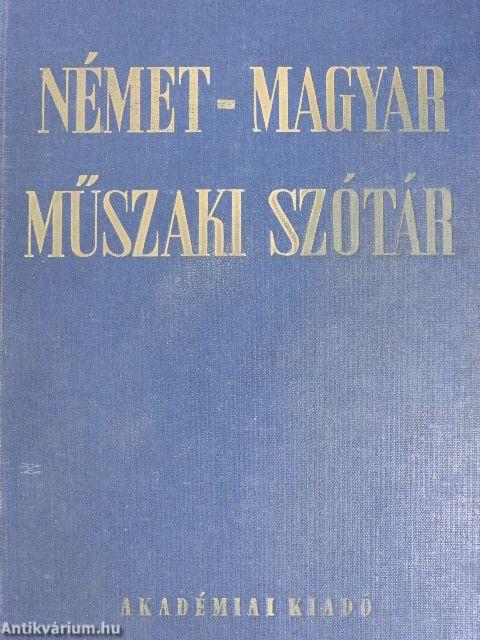 NÉMET-MAGYAR
MŰSZAKI SZÓTÁR
AKADÉMIAI KIADÓ
Antikvárium.hu